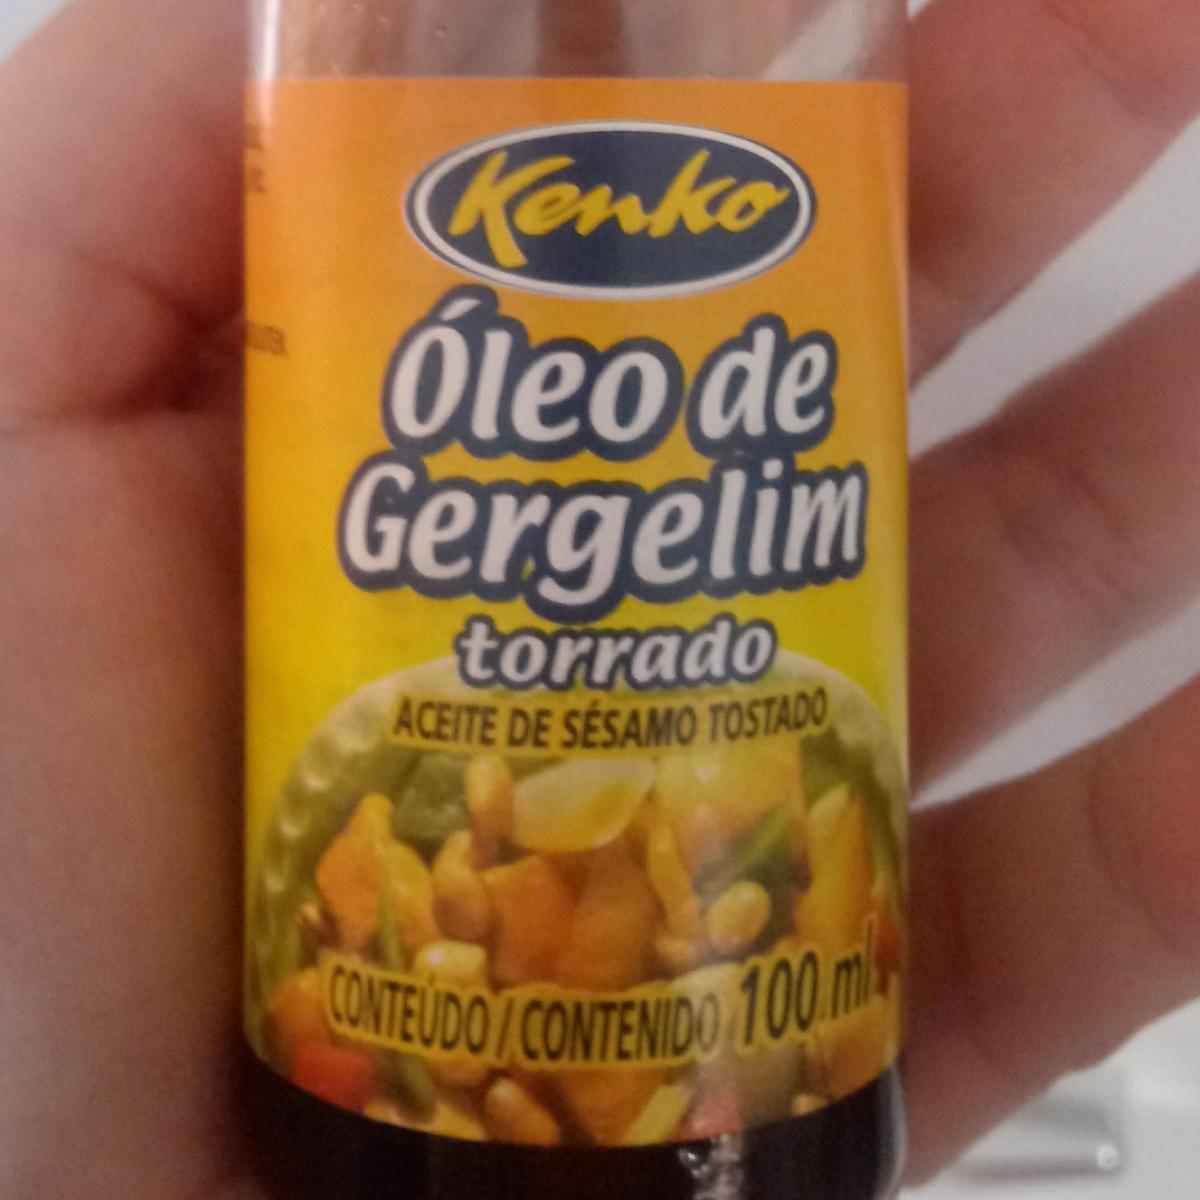 Kenko
Óleo de
Gergelim
torrado
ACEITE DE SÉSAMO TOSTADO
CONTEÚDO / CONTENIDO 100 ml